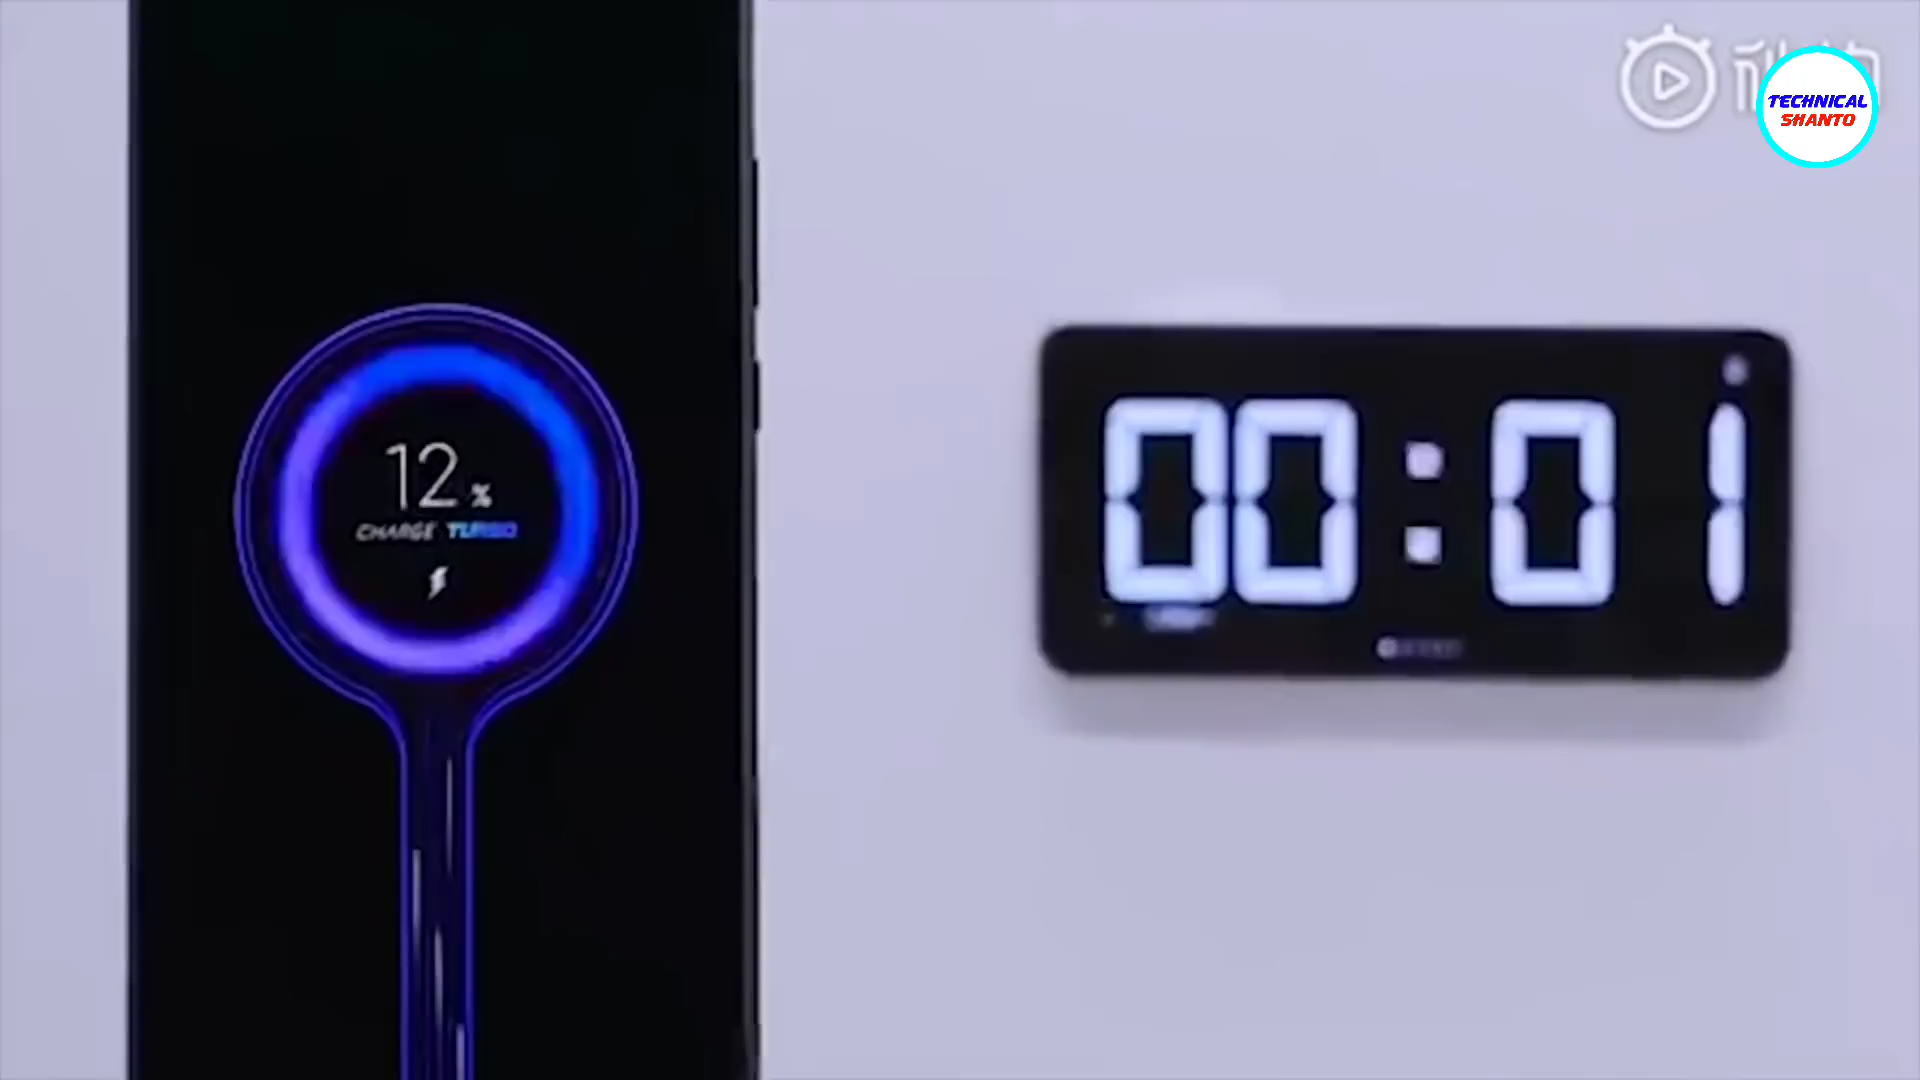 TECHNICAL
SHANTO
12 %
CHARGE TURBO
00:01